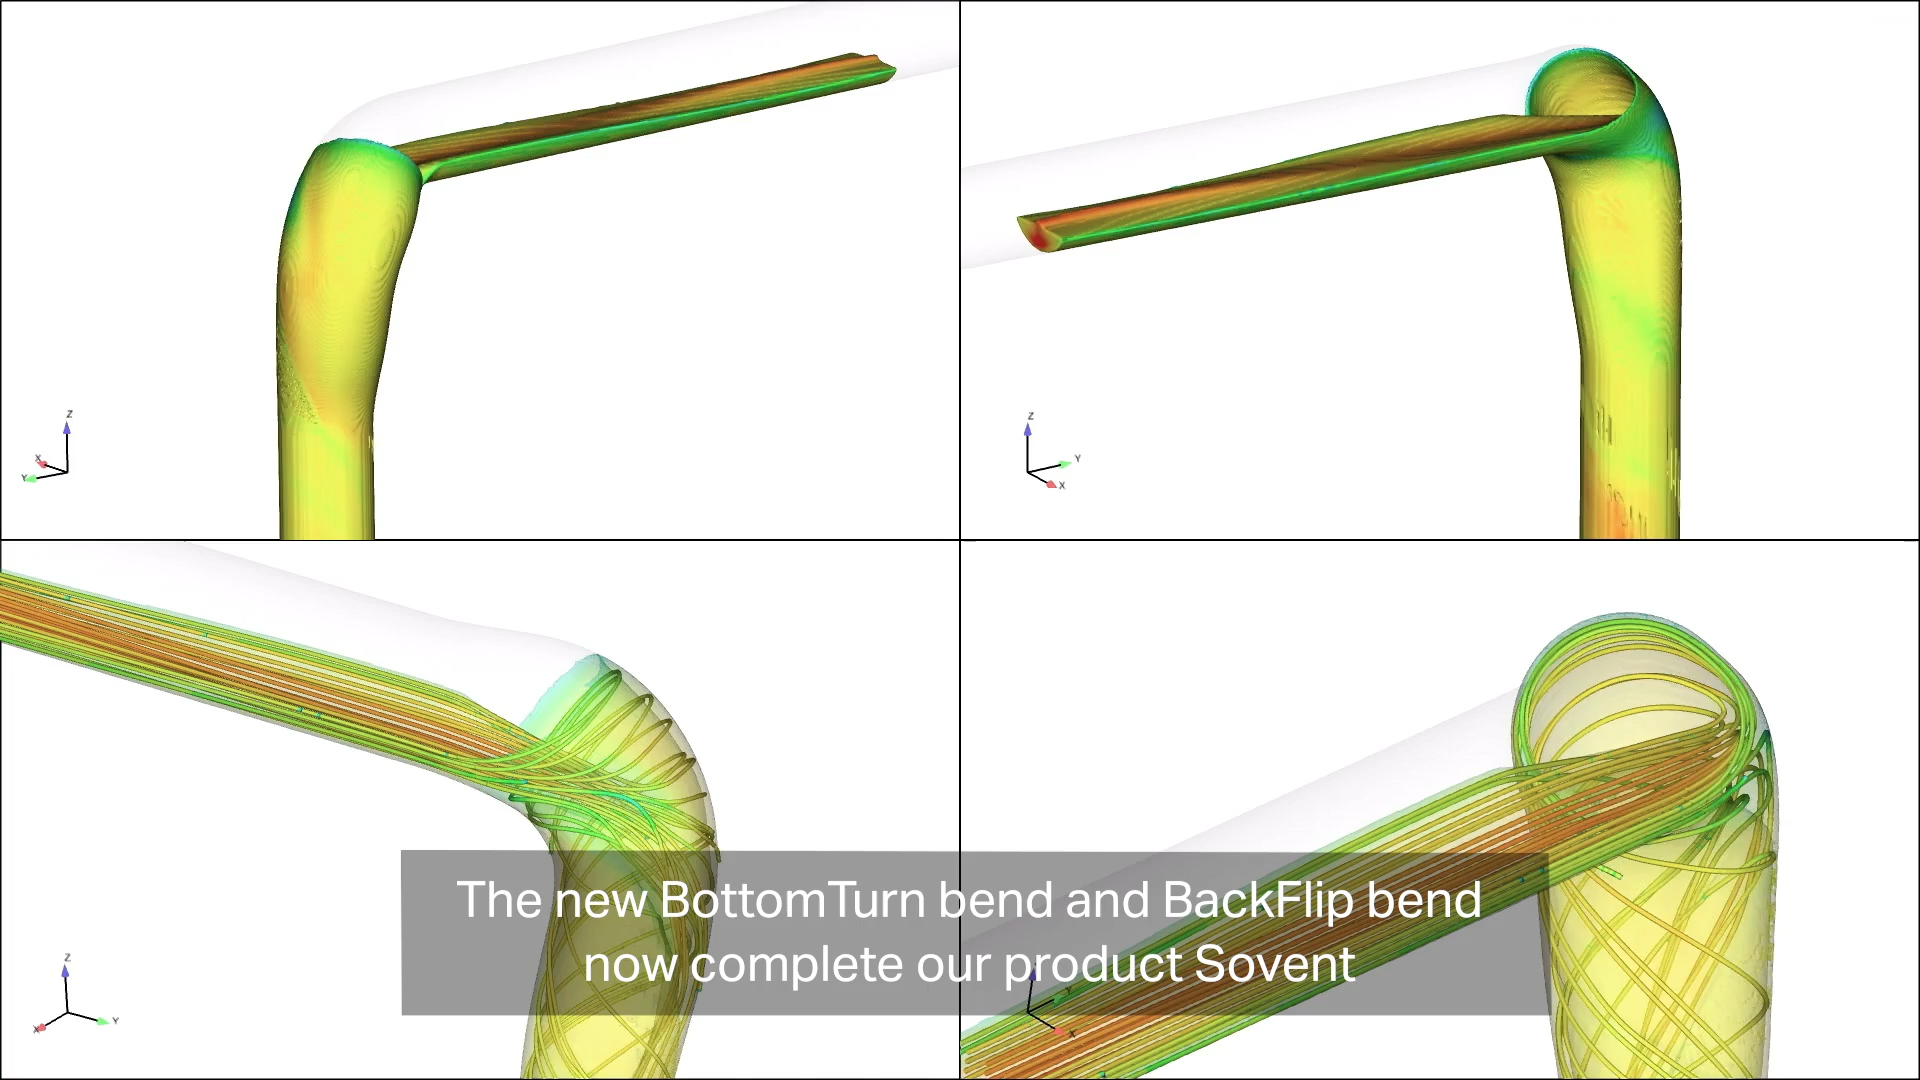 Z
X
Y
Z
Y
X
Z
X
Y
Y
X
The new BottomTurn bend and BackFlip bend
now complete our product Sovent